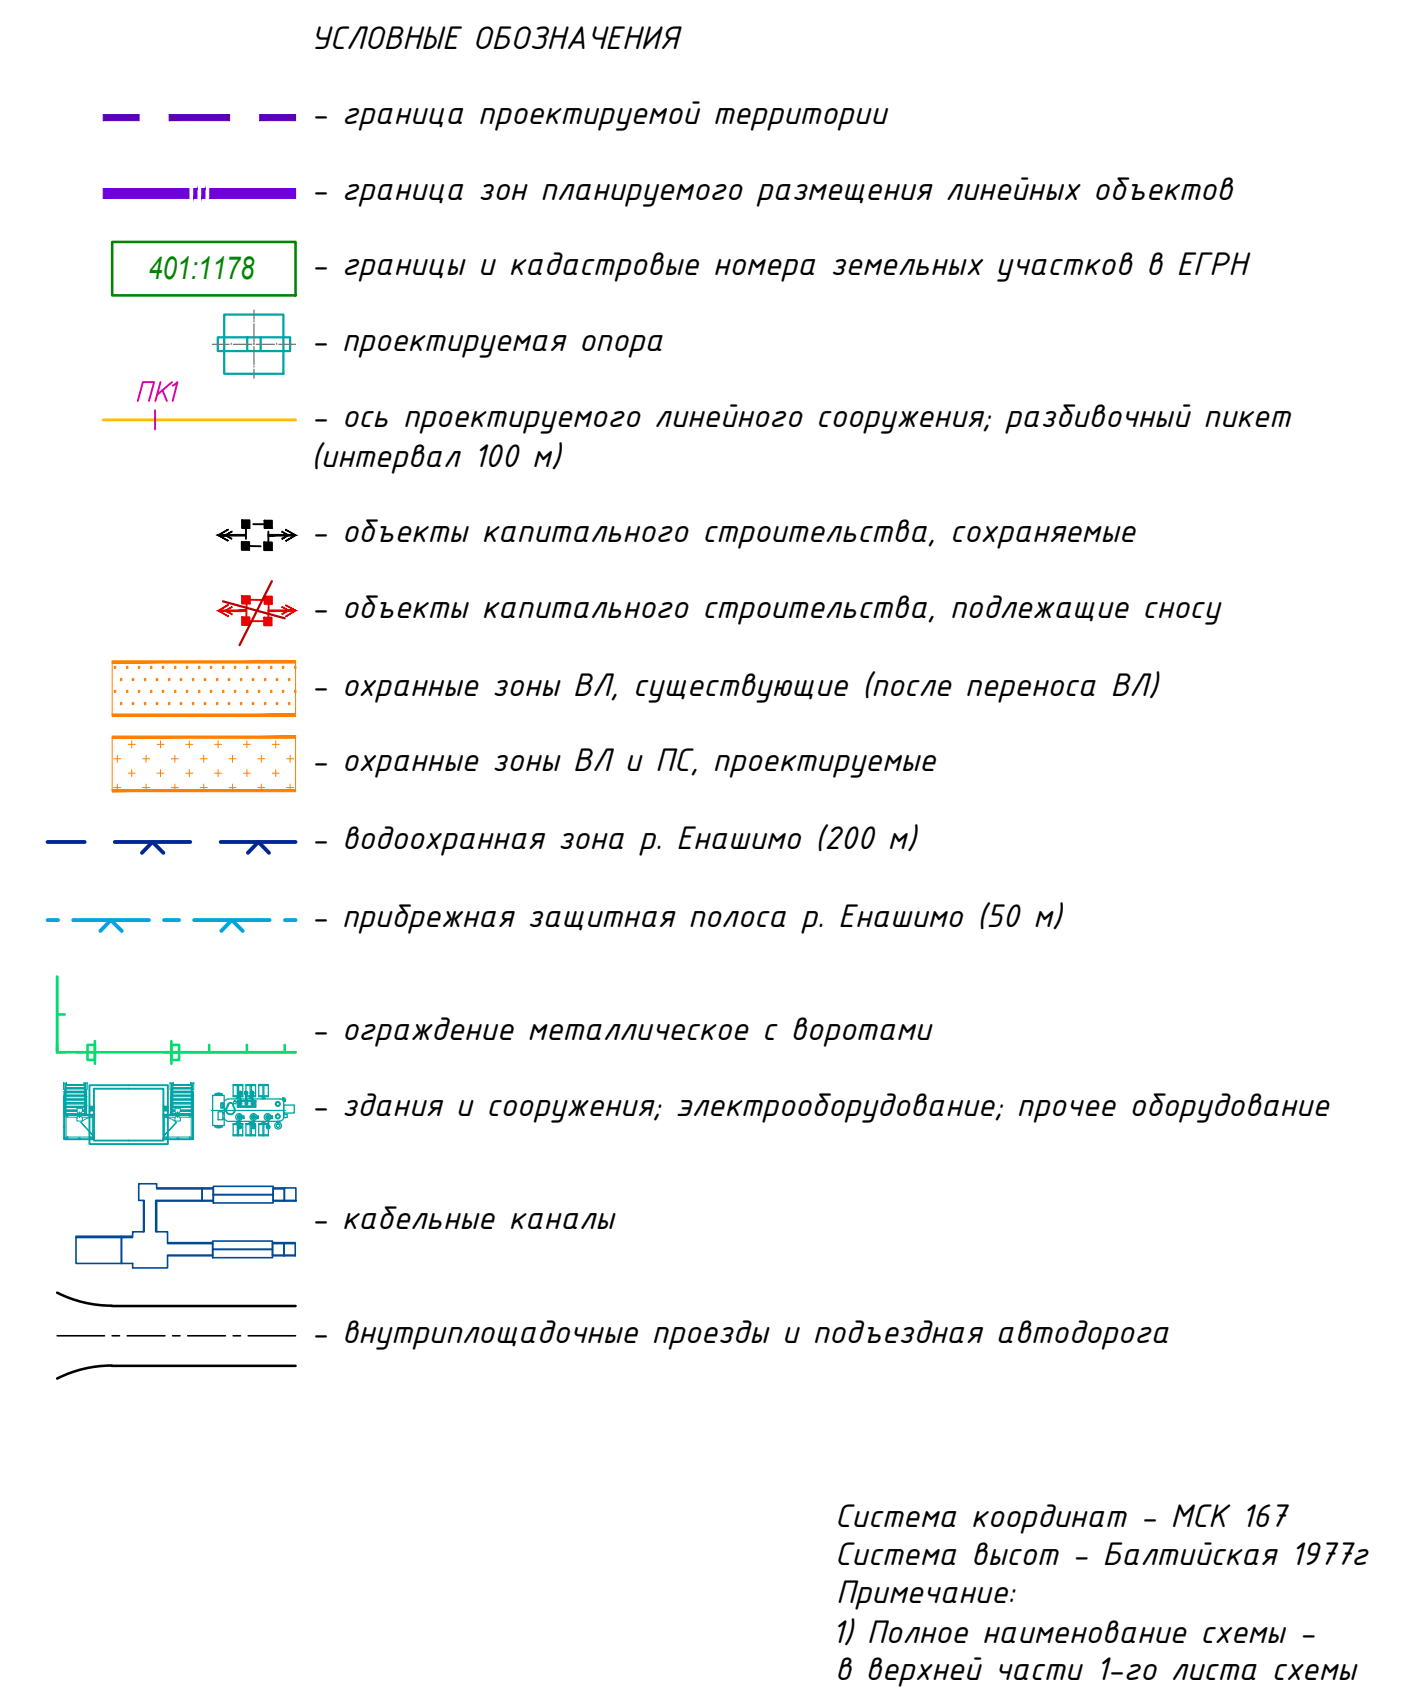 УСЛОВНЫЕ ОБОЗНАЧЕНИЯ
- граница проектируемой территории
- граница зон планируемого размещения линейных объектов
401:1178
- границы и кадастровые номера земельных участков в ЕГРН
- проектируемая опора
ПК1
- ось проектируемого линейного сооружения; разбивочный пикет
(интервал 100 м)
- объекты капитального строительства, сохраняемые
- объекты капитального строительства, подлежащие сносу
- охранные зоны ВЛ, существующие (после переноса ВЛ)
- охранные зоны ВЛ и ПС, проектируемые
- водоохранная зона р. Енашимо (200 м)
- прибрежная защитная полоса р. Енашимо (50 м)
- ограждение металлическое с воротами
- здания и сооружения; электрооборудование; прочее оборудование
- кабельные каналы
- внутриплощадочные проезды и подъездная автодорога
Система координат - МСК 167
Система высот - Балтийская 1977г
Примечание:
1) Полное наименование схемы -
в верхней части 1-го листа схемы